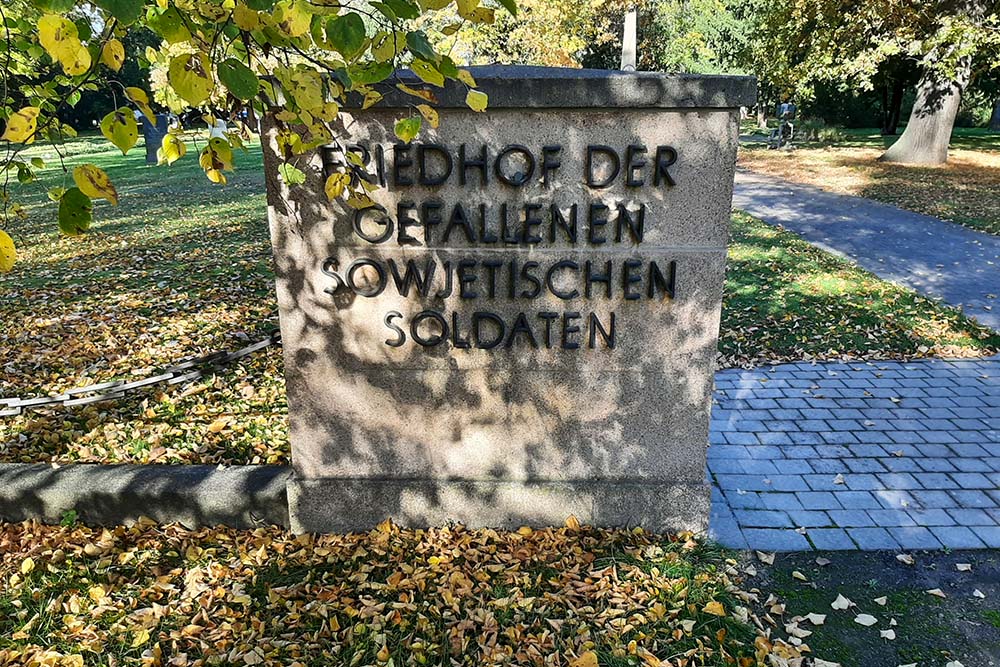 FRIEDHOF DER
GEFALLENEN
SOWJETISCHEN
SOLDATEN